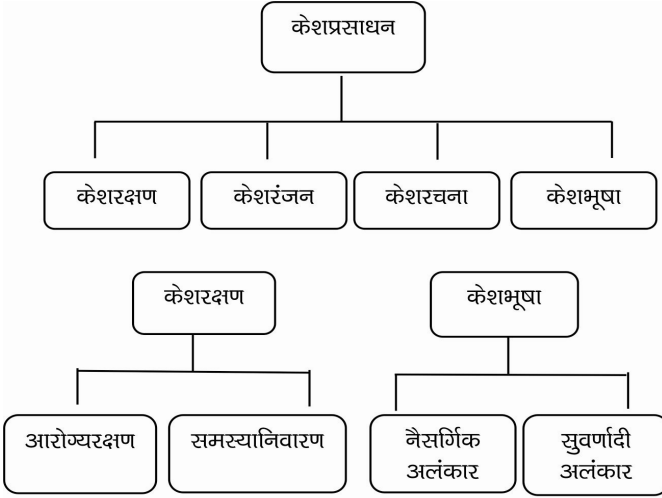 केशप्रसाधन
केशरक्षण
केशरंजन
केशरचना
केशभूषा
केशरक्षण
केशभूषा
आरोग्यरक्षण
समस्यानिवारण
नैसर्गिक
अलंकार
सुवर्णादी
अलंकार